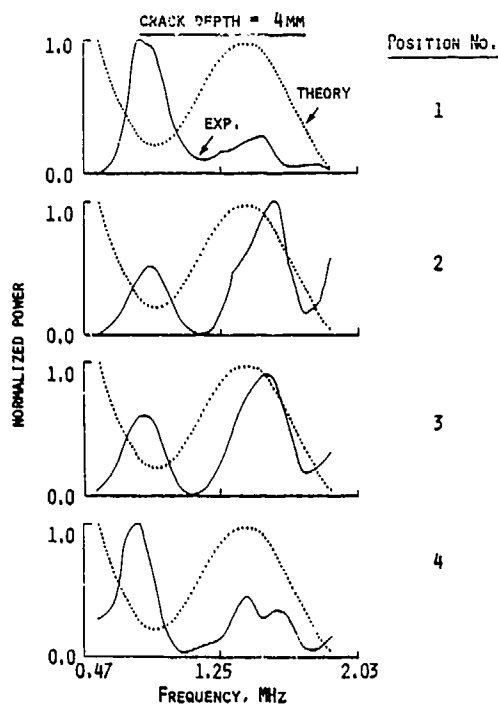 CRACK DEPTH = 4MM
POSITION NO.
1.0
THEORY
EXP.
1
0.0
1.0
2
0.0
1.0
3
0.0
1.0
4
0.0
NORMALIZED POWER
0.47 1.25 2.03
FREQUENCY, MHz